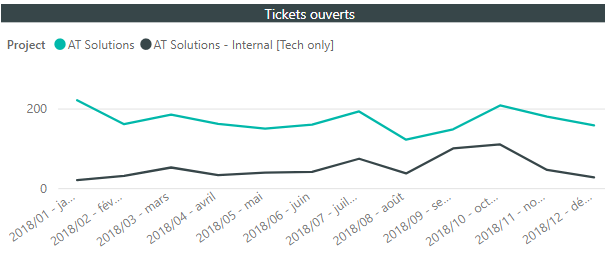 Tickets ouverts
Project AT Solutions AT Solutions - Internal [Tech only]
200
0
2018/01 - ja...
2018/02 - fév...
2018/03 - mars
2018/04 - avril
2018/05 - mai
2018/06 - juin
2018/07 - juil...
2018/08 - août
2018/09 - se...
2018/10 - oct...
2018/11 - no...
2018/12 - dé...